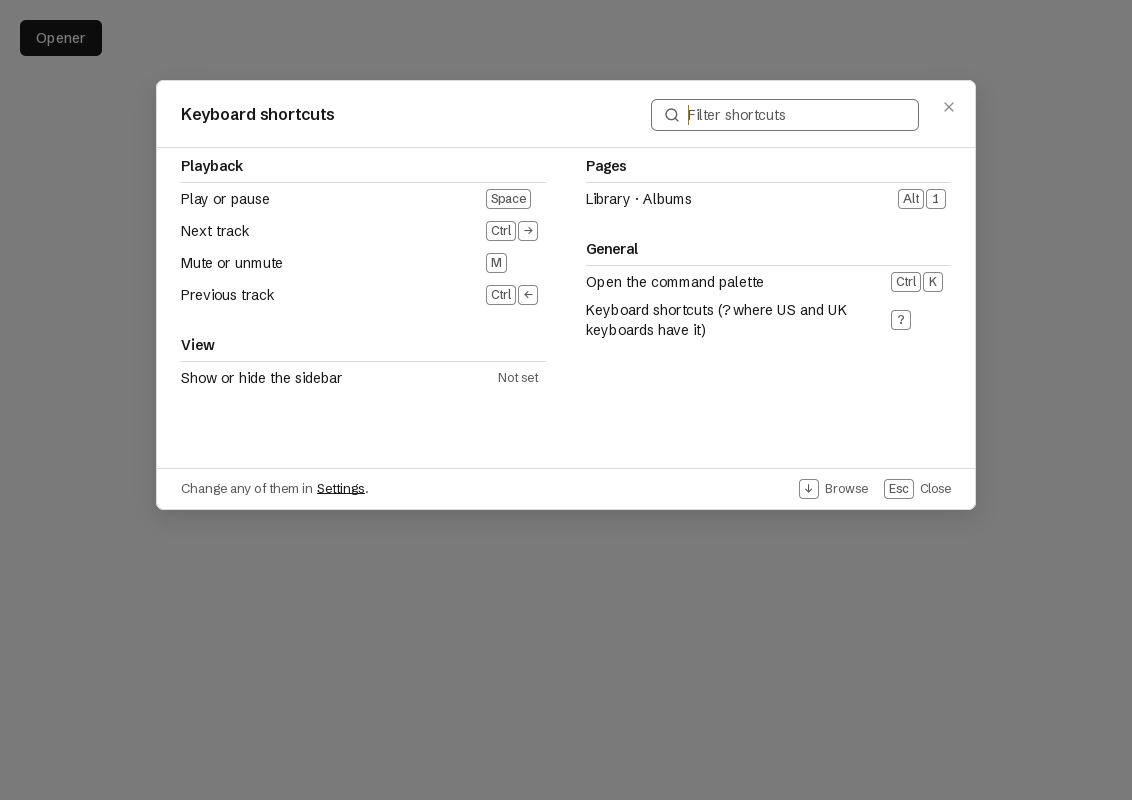 Opener
Keyboard shortcuts
Filter shortcuts
Playback
Play or pause Space
Next track Ctrl →
Mute or unmute M
Previous track Ctrl ←
View
Show or hide the sidebar Not set
Pages
Library · Albums Alt 1
General
Open the command palette Ctrl K
Keyboard shortcuts (? where US and UK
keyboards have it) ?
Change any of them in Settings.
↓ Browse Esc Close